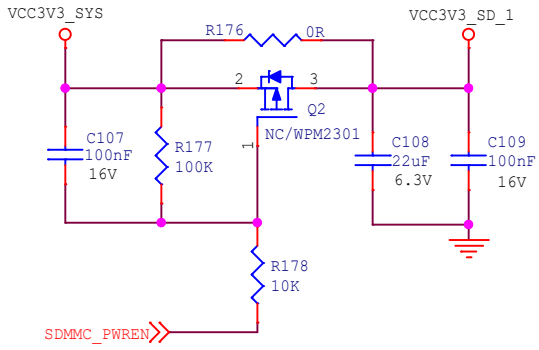 VCC3V3_SYS
VCC3V3_SD_1
R176
0R
2
3
Q2
NC/WPM2301
1
C107
100nF
16V
R177
100K
C108
22uF
6.3V
C109
100nF
16V
R178
10K
SDMMC_PWREN